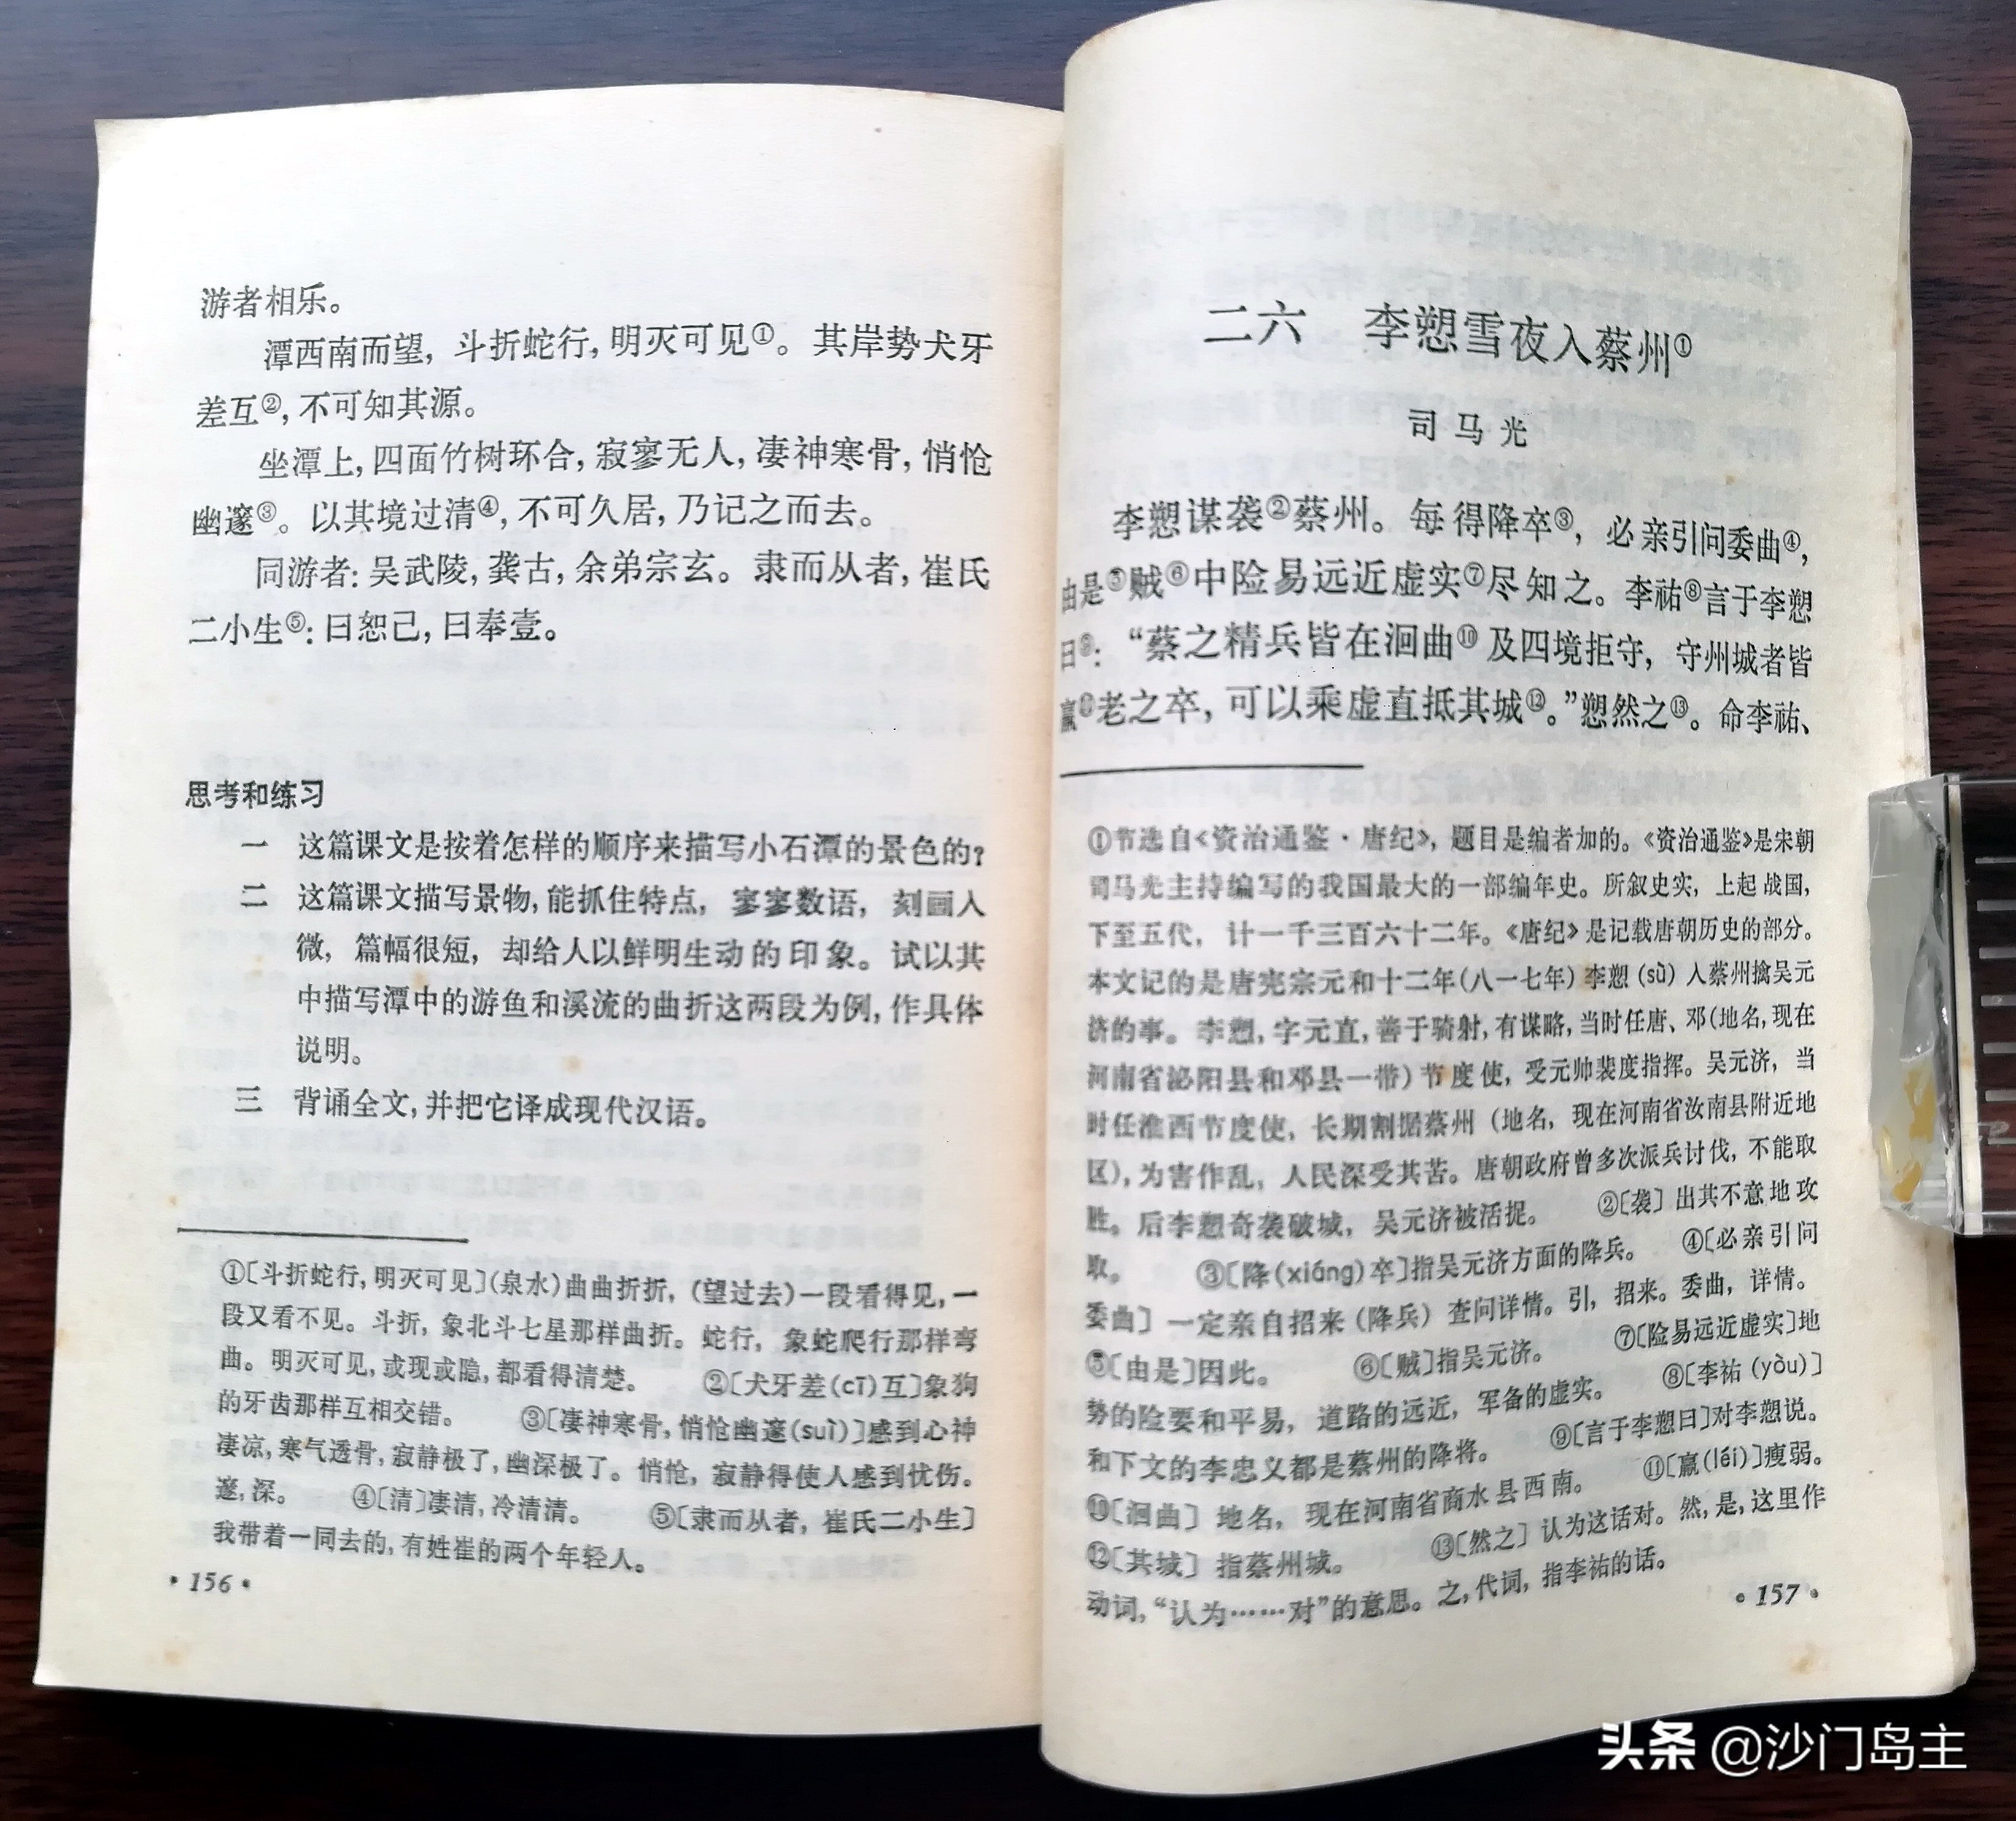 游者相乐。
潭西南而望，斗折蛇行，明灭可见①。其岸势犬牙
差互②，不可知其源。
坐潭上，四面竹树环合，寂寥无人，凄神寒骨，悄怆
幽邃③。以其境过清④，不可久居，乃记之而去。
同游者：吴武陵，龚古，余弟宗玄。隶而从者，崔氏
二小生⑤：曰恕己，曰奉壹。
思考和练习
一 这篇课文是按着怎样的顺序来描写小石潭的景色的？
二 这篇课文描写景物，能抓住特点，寥寥数语，刻画入
微，篇幅很短，却给人以鲜明生动的印象。试以其
中描写潭中的游鱼和溪流的曲折这两段为例，作具体
说明。
三 背诵全文，并把它译成现代汉语。
①〔斗折蛇行，明灭可见〕（泉水）曲曲折折，（望过去）一段看得见，一
段又看不见。斗折，象北斗七星那样曲折。蛇行，象蛇爬行那样弯
曲。明灭可见，或现或隐，都看得清楚。 ②〔犬牙差(cī)互〕象狗
的牙齿那样互相交错。 ③〔凄神寒骨，悄怆幽邃(suì)〕感到心神
凄凉，寒气透骨，寂静极了，幽深极了。悄怆，寂静得使人感到忧伤。
邃，深。 ④〔清〕凄清，冷清清。 ⑤〔隶而从者，崔氏二小生〕
我带着一同去的，有姓崔的两个年轻人。
·156·
二六 李愬雪夜入蔡州①
司马光
李愬谋袭②蔡州。每得降卒③，必亲引问委曲④，
由是⑤贼⑥中险易远近虚实⑦尽知之。李祐⑧言于李愬
曰⑨：“蔡之精兵皆在洄曲⑩及四境拒守，守州城者皆
羸⑪老之卒，可以乘虚直抵其城⑫。”愬然之⑬。命李祐、
①节选自《资治通鉴·唐纪》，题目是编者加的。《资治通鉴》是宋朝
司马光主持编写的我国最大的一部编年史。所叙史实，上起战国，
下至五代，计一千三百六十二年。《唐纪》是记载唐朝历史的部分。
本文记的是唐宪宗元和十二年（八一七年）李愬(sù)入蔡州擒吴元
济的事。李愬，字元直，善于骑射，有谋略，当时任唐、邓（地名，现在
河南省泌阳县和邓县一带）节度使，受元帅裴度指挥。吴元济，当
时任淮西节度使，长期割据蔡州（地名，现在河南省汝南县附近地
区），为害作乱，人民深受其苦。唐朝政府曾多次派兵讨伐，不能取
胜。后李愬奇袭破城，吴元济被活捉。 ②〔袭〕出其不意地攻
取。 ③〔降(xiáng)卒〕指吴元济方面的降兵。 ④〔必亲引问
委曲〕一定亲自招来（降兵）查问详情。引，招来。委曲，详情。
⑤〔由是〕因此。 ⑥〔贼〕指吴元济。 ⑦〔险易远近虚实〕地
势的险要和平易，道路的远近，军备的虚实。 ⑧〔李祐(yòu)〕
和下文的李忠义都是蔡州的降将。 ⑨〔言于李愬曰〕对李愬说。
⑩〔洄曲〕地名，现在河南省商水县西南。 ⑪〔羸(léi)〕瘦弱。
⑫〔其城〕指蔡州城。 ⑬〔然之〕认为这话对。然，是，这里作
动词，“认为……对”的意思。之，代词，指李祐的话。
·157·
头条 @沙门岛主